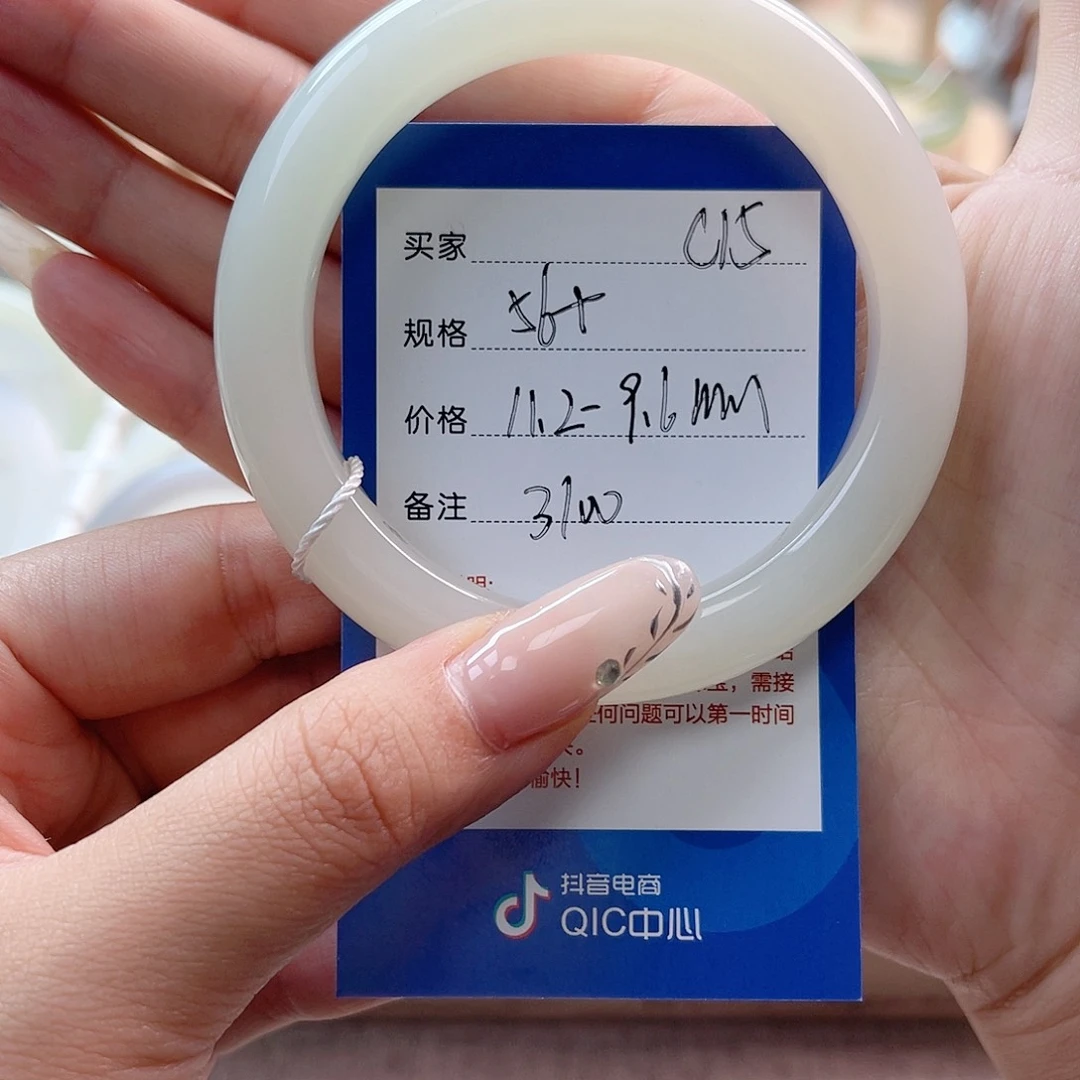 买家 C15
规格 56+
价格 11.2-9.6mm
备注 3100
明:
，需接
何问题可以第一时间
。
愉快!
抖音电商
QIC中心